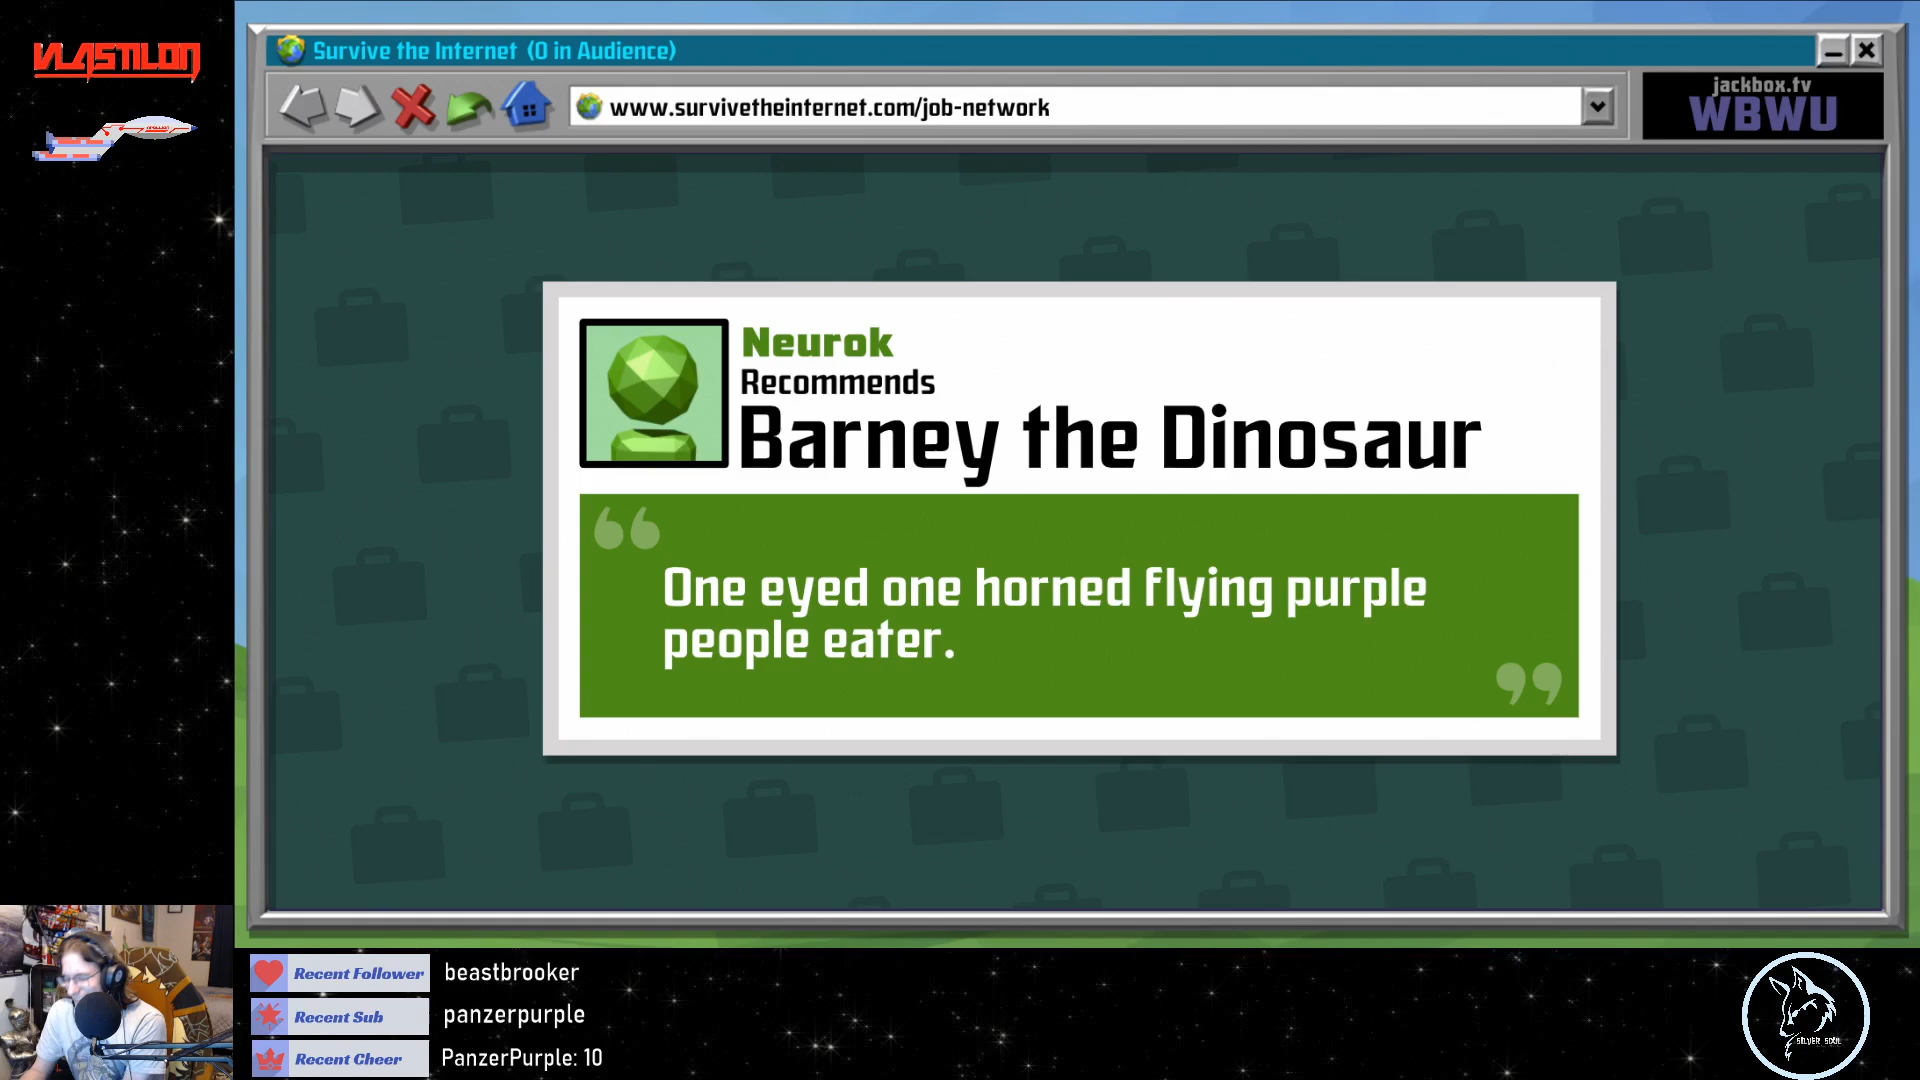 VLASTILON
Survive the Internet (0 in Audience)
www.survivetheinternet.com/job-network
jackbox.tv
WBWU
Neurok
Recommends
Barney the Dinosaur
One eyed one horned flying purple
people eater.
Recent Follower beastbrooker
Recent Sub panzerpurple
Recent Cheer PanzerPurple: 10
SILVER SOUL